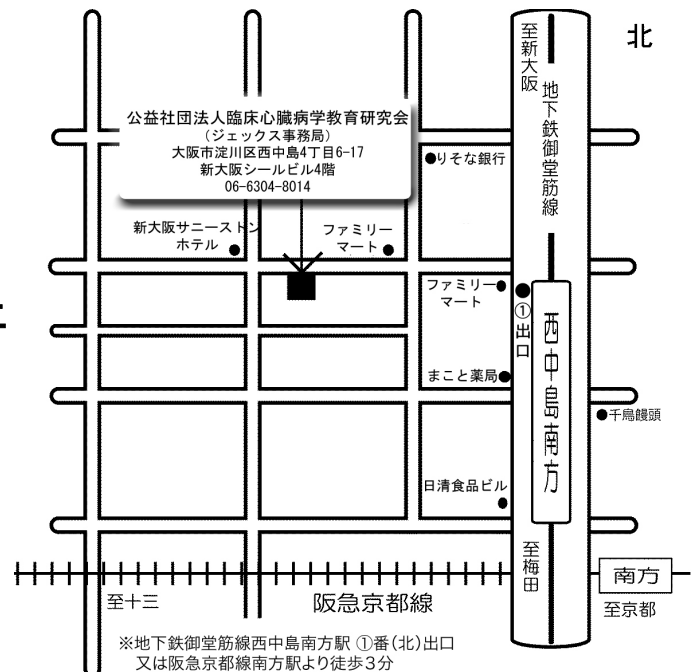 北
至新大阪
地下鉄御堂筋線
公益社団法人臨床心臓病学教育研究会
(ジェックス事務局)
大阪市淀川区西中島4丁目6-17
新大阪シールビル4階
06-6304-8014
りそな銀行
新大阪サニーストン
ホテル
ファミリー
マート
ファミリー
マート
①出口
西中島南方
まこと薬局
千鳥饅頭
日清食品ビル
至梅田
南方
至十三
阪急京都線
至京都
※地下鉄御堂筋線西中島南方駅 ①番(北)出口
又は阪急京都線南方駅より徒歩3分